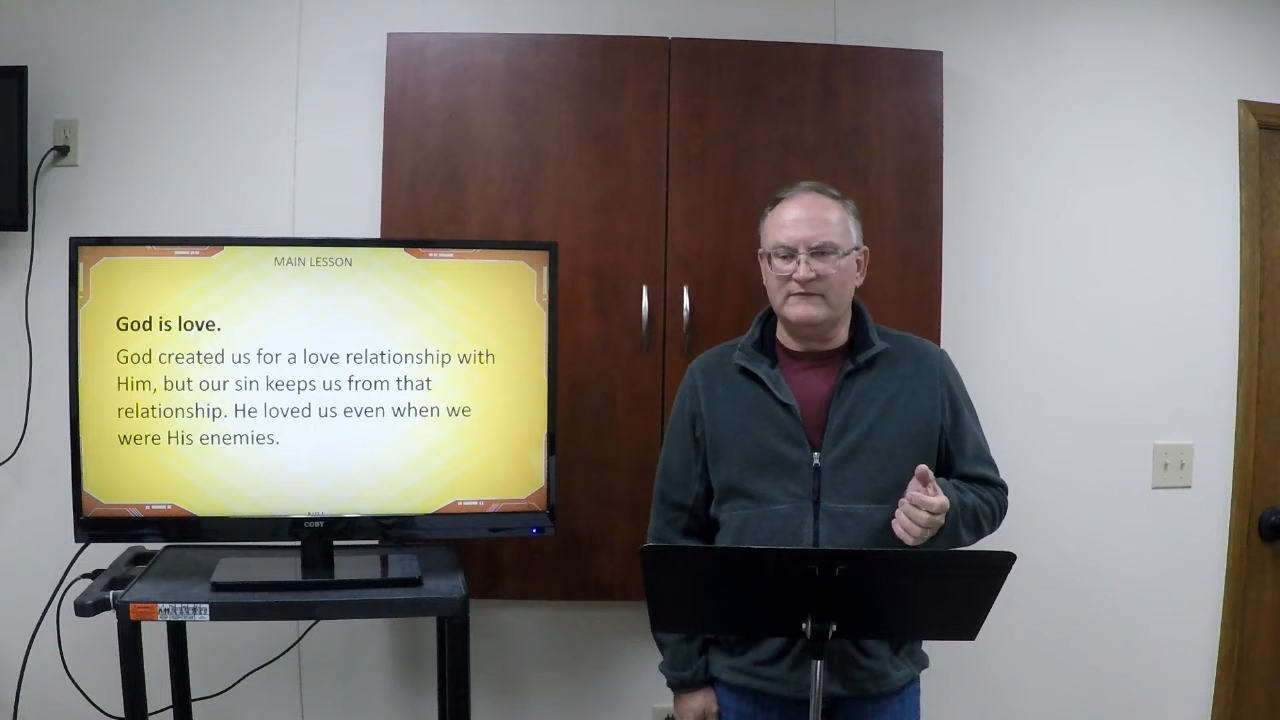 MAIN LESSON
God is love.
God created us for a love relationship with
Him, but our sin keeps us from that
relationship. He loved us even when we
were His enemies.
COBY